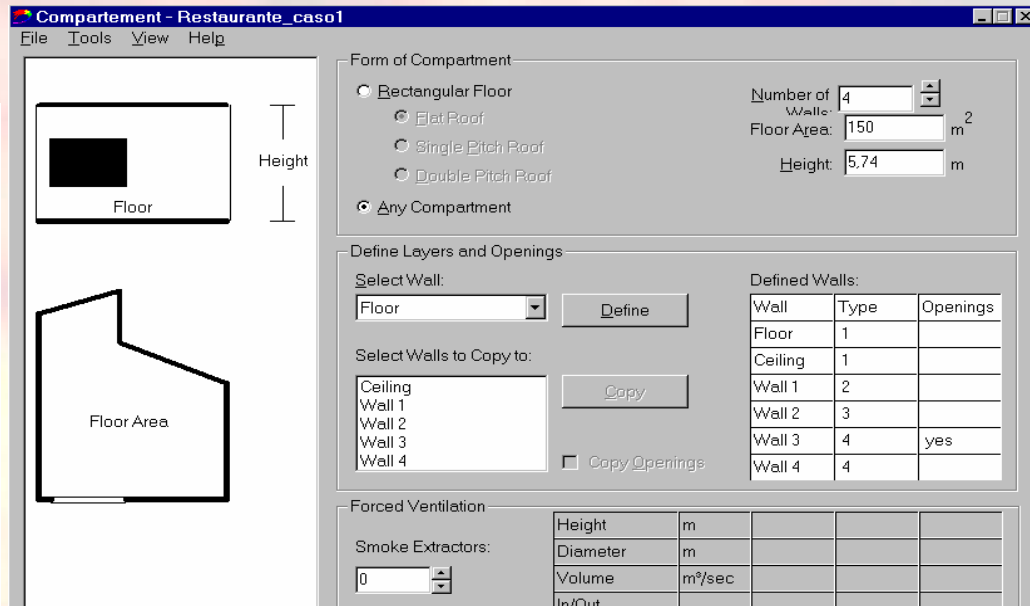 Compartement - Restaurante_caso1
File Tools View Help
Height
Floor
Floor Area
Form of Compartment
Rectangular Floor
Flat Roof
Single Pitch Roof
Double Pitch Roof
Any Compartment
Number of Walls: 4
Floor Area: 150 m²
Height: 5,74 m
Define Layers and Openings
Select Wall:
Floor
Define
Select Walls to Copy to:
Ceiling
Wall 1
Wall 2
Wall 3
Wall 4
Copy
Copy Openings
Defined Walls:
Wall Type Openings
Floor 1
Ceiling 1
Wall 1 2
Wall 2 3
Wall 3 4 yes
Wall 4 4
Forced Ventilation
Smoke Extractors:
0
Height m
Diameter m
Volume m³/sec
In/Out